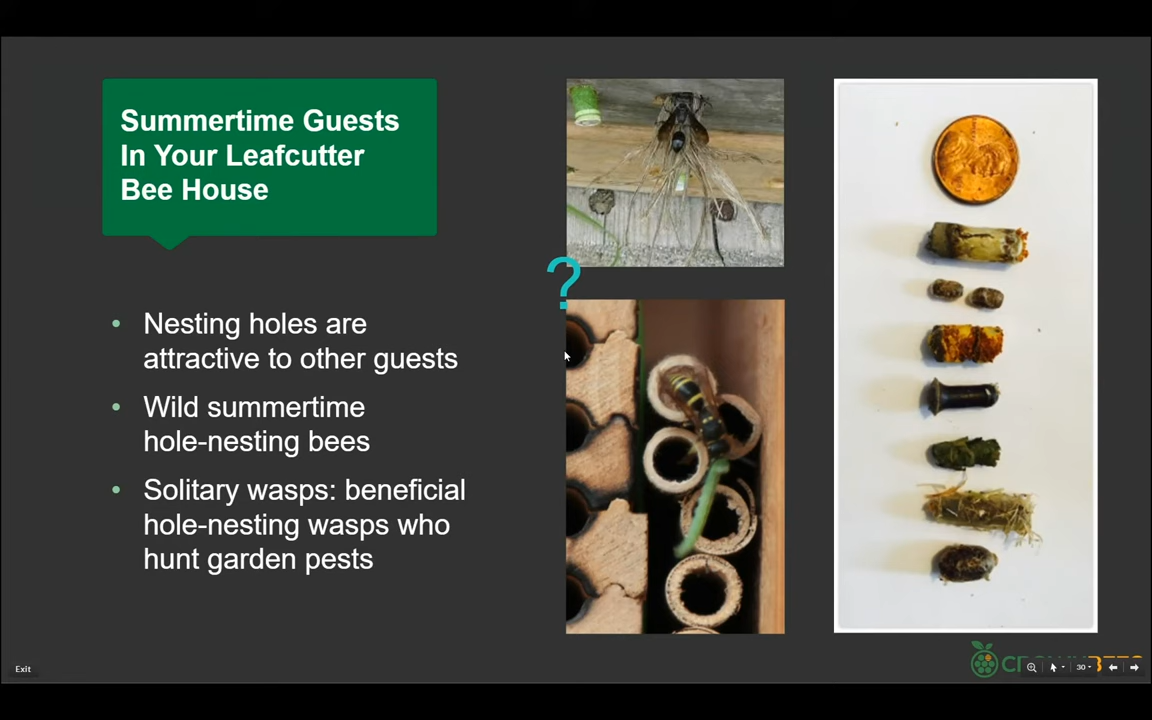 Summertime Guests
In Your Leafcutter
Bee House
?
• Nesting holes are
attractive to other guests
• Wild summertime
hole-nesting bees
• Solitary wasps: beneficial
hole-nesting wasps who
hunt garden pests
Exit
30